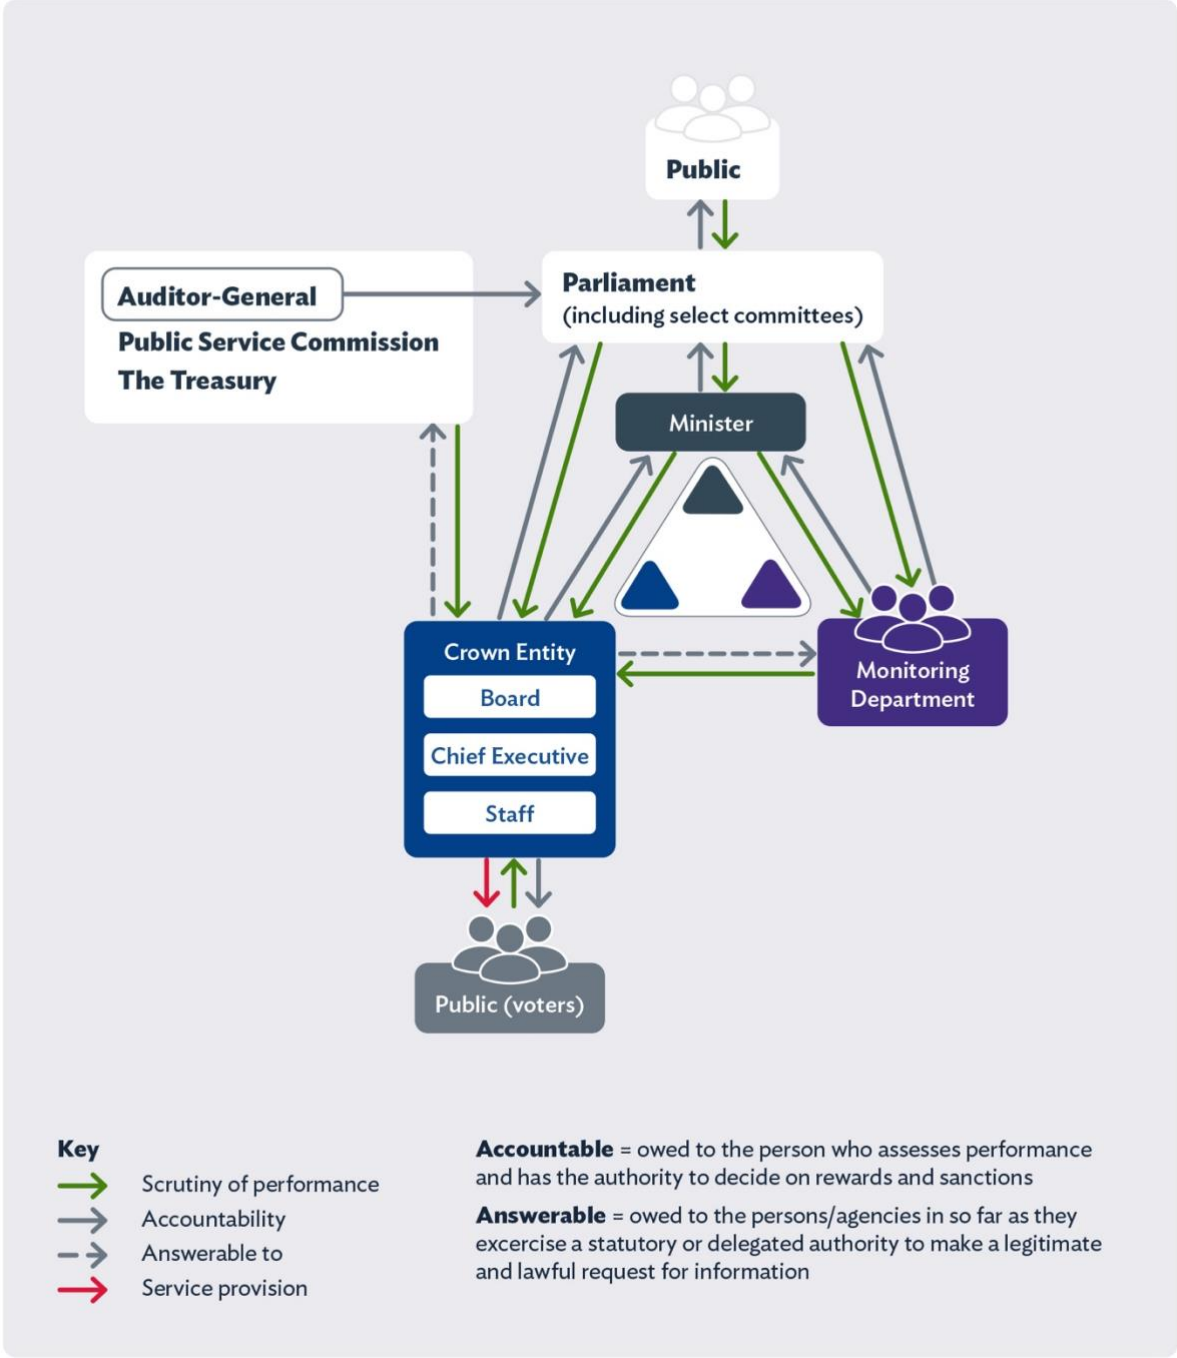 Public
Auditor-General
Public Service Commission
The Treasury
Parliament
(including select committees)
Minister
Crown Entity
Board
Chief Executive
Staff
Monitoring
Department
Public (voters)
Key
Scrutiny of performance
Accountability
Answerable to
Service provision
Accountable = owed to the person who assesses performance
and has the authority to decide on rewards and sanctions
Answerable = owed to the persons/agencies in so far as they
excercise a statutory or delegated authority to make a legitimate
and lawful request for information